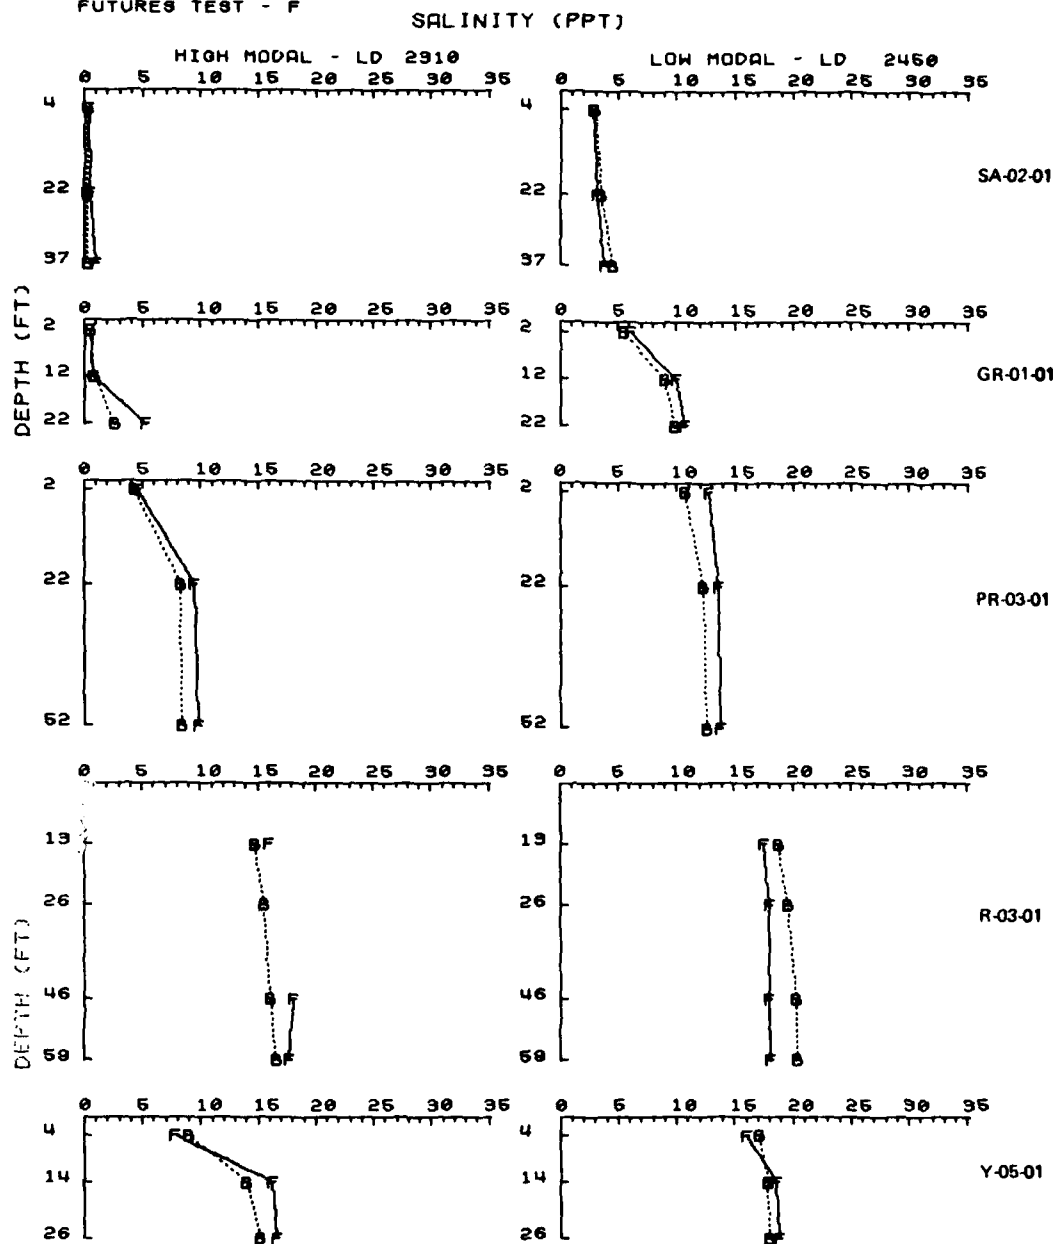 FUTURES TEST - F
SALINITY (PPT)
HIGH MODAL - LD 2910
LOW MODAL - LD 2460
0 5 10 15 20 25 30 35
0 5 10 15 20 25 30 35
4
22
37
B
F
4
22
37
B
F
SA-02-01
DEPTH (FT)
0 5 10 15 20 25 30 35
0 5 10 15 20 25 30 35
2
12
22
B
F
2
12
22
B
F
GR-01-01
0 5 10 15 20 25 30 35
0 5 10 15 20 25 30 35
2
22
52
B
F
2
22
52
B
F
PR-03-01
0 5 10 15 20 25 30 35
0 5 10 15 20 25 30 35
13
26
46
59
B
F
13
26
46
59
F
B
R-03-01
DEPTH (FT)
0 5 10 15 20 25 30 35
0 5 10 15 20 25 30 35
4
14
26
F
B
4
14
26
F
B
Y-05-01